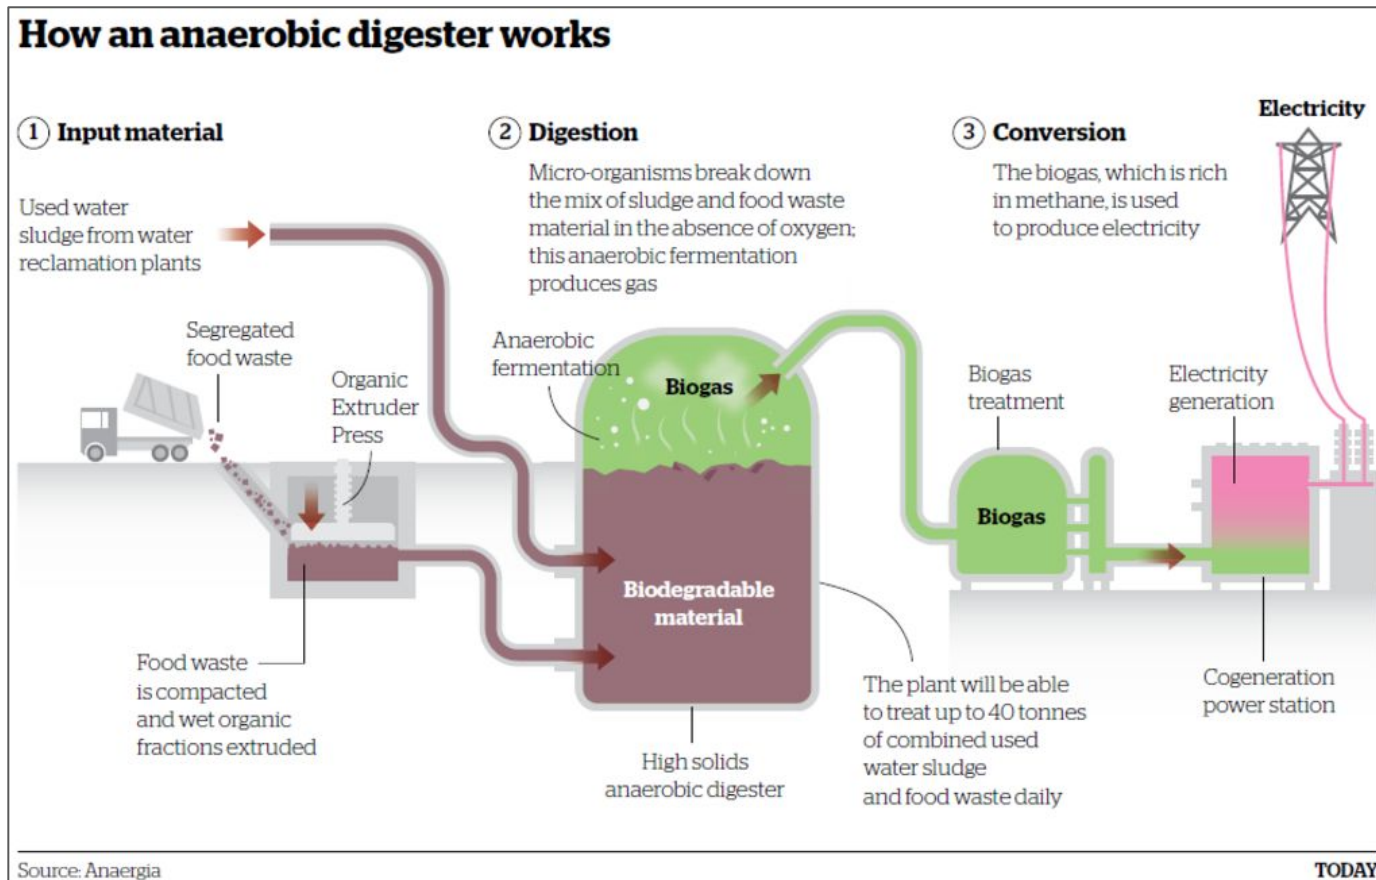 How an anaerobic digester works
1 Input material
Used water
sludge from water
reclamation plants
Segregated
food waste
Organic
Extruder
Press
Food waste
is compacted
and wet organic
fractions extruded
2 Digestion
Micro-organisms break down
the mix of sludge and food waste
material in the absence of oxygen;
this anaerobic fermentation
produces gas
Anaerobic
fermentation
Biogas
Biodegradable
material
High solids
anaerobic digester
The plant will be able
to treat up to 40 tonnes
of combined used
water sludge
and food waste daily
3 Conversion
The biogas, which is rich
in methane, is used
to produce electricity
Electricity
Biogas
treatment
Biogas
Electricity
generation
Cogeneration
power station
Source: Anaergia
TODAY